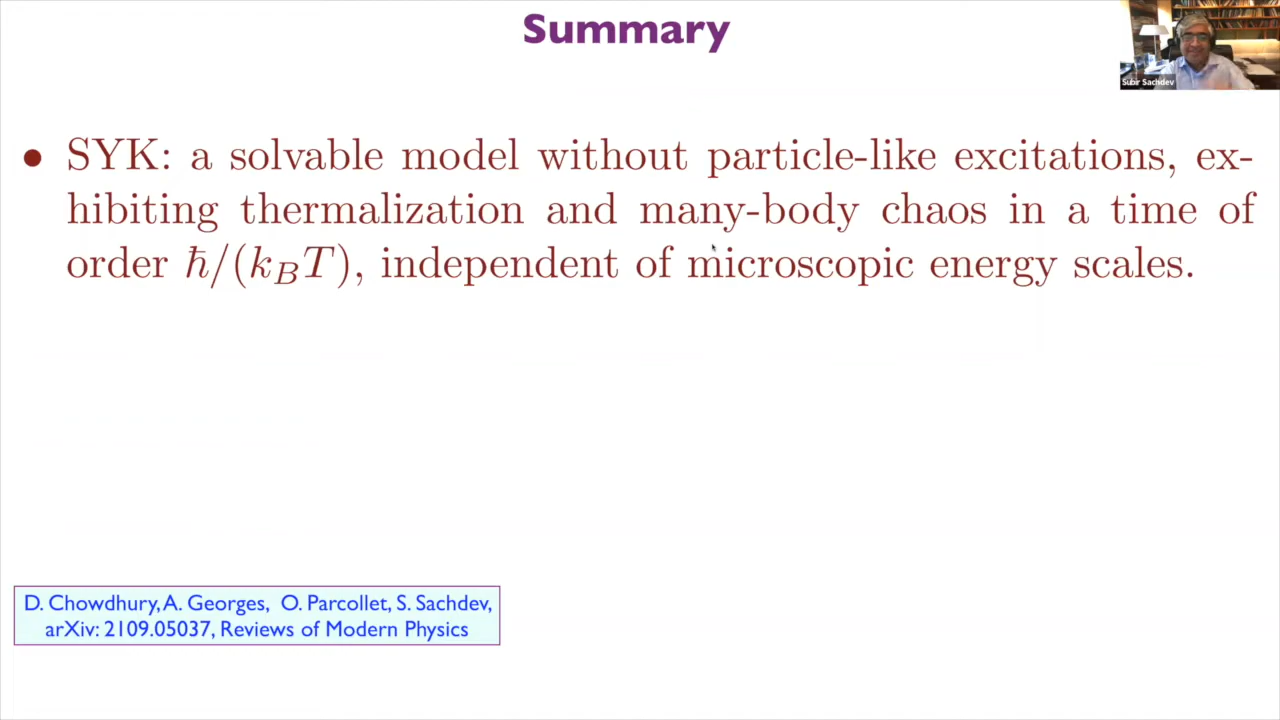 Summary
Subir Sachdev
• SYK: a solvable model without particle-like excitations, ex-
hibiting thermalization and many-body chaos in a time of
order ℏ/(k_BT), independent of microscopic energy scales.
D. Chowdhury, A. Georges, O. Parcollet, S. Sachdev,
arXiv: 2109.05037, Reviews of Modern Physics